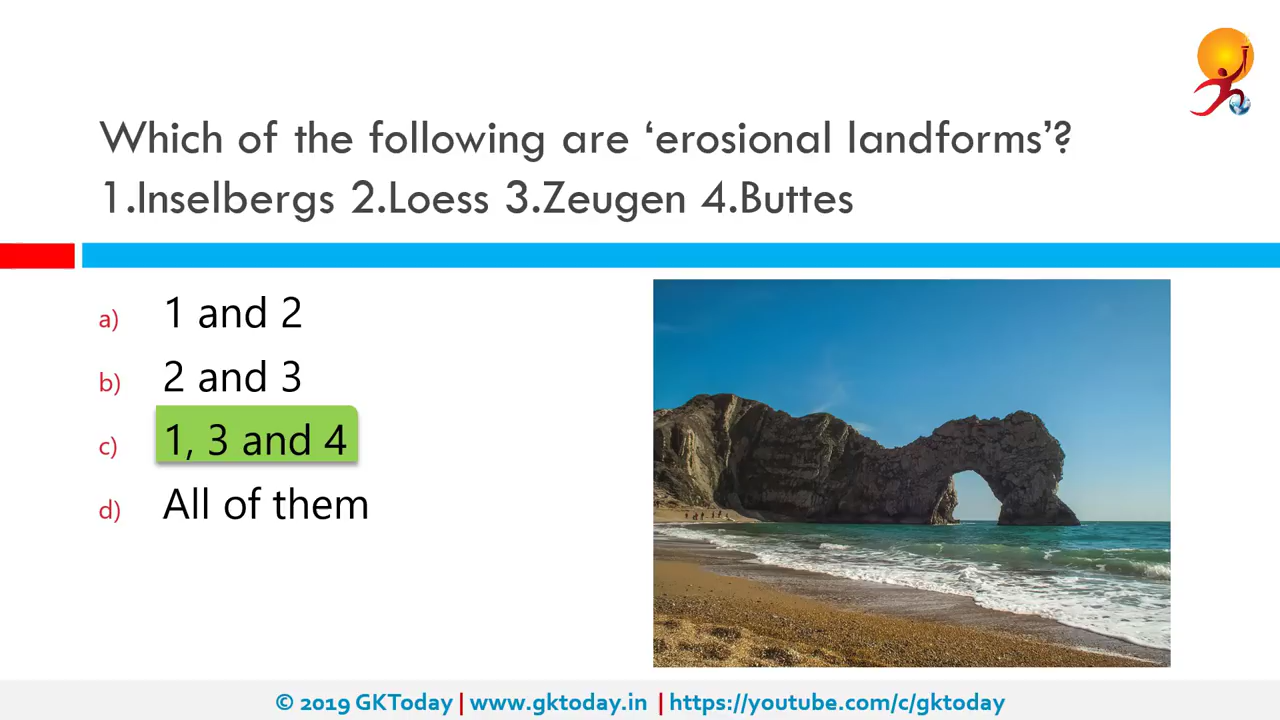 Which of the following are ‘erosional landforms’?
1.Inselbergs 2.Loess 3.Zeugen 4.Buttes
a) 1 and 2
b) 2 and 3
c) 1, 3 and 4
d) All of them
© 2019 GKToday | www.gktoday.in | https://youtube.com/c/gktoday